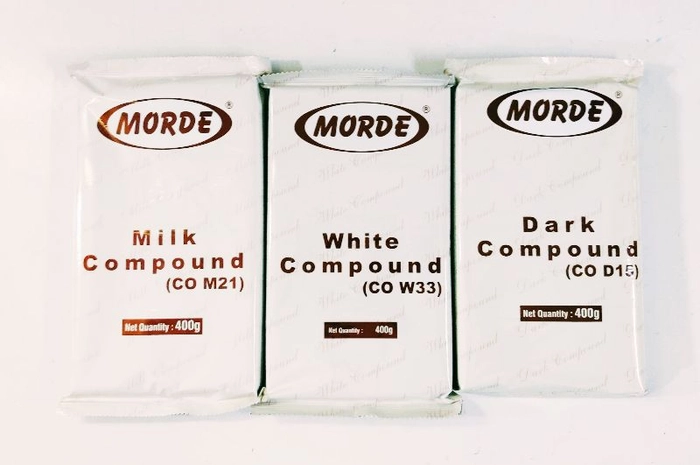 MORDE®
Milk
Compound
(CO M21)
Net Quantity : 400g
MORDE®
White
Compound
(CO W33)
Net Quantity : 400g
MORDE®
Dark
Compound
(CO D15)
Net Quantity : 400g